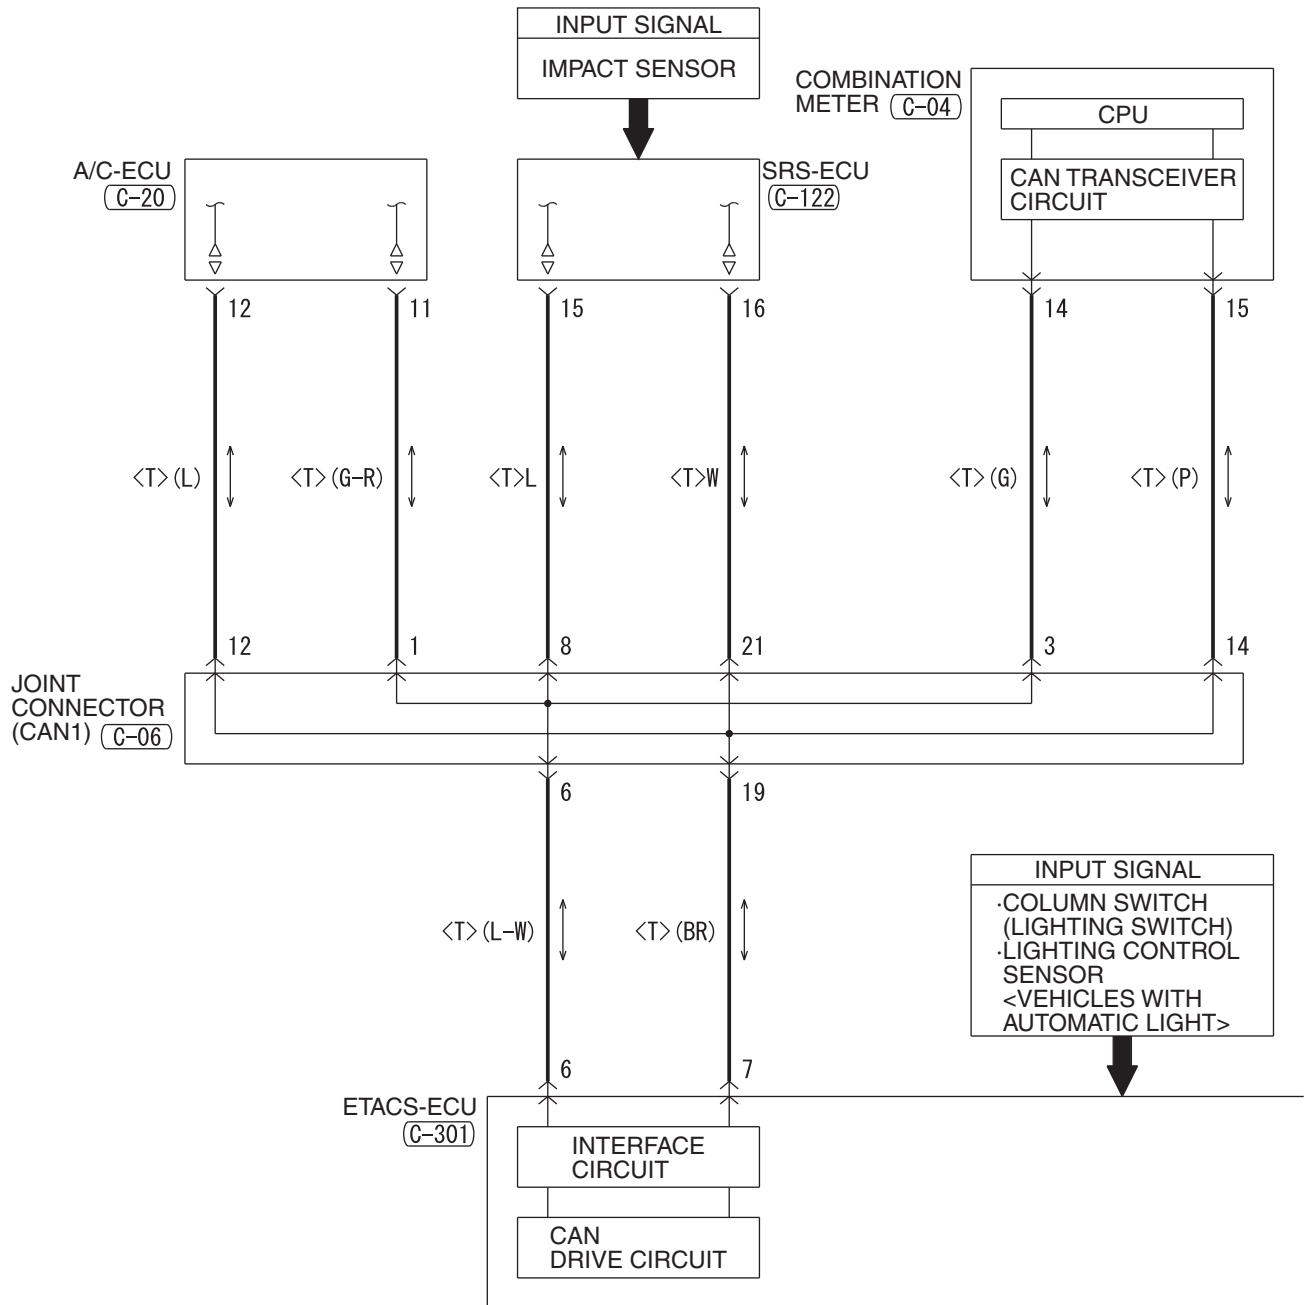 INPUT SIGNAL
IMPACT SENSOR
COMBINATION
METER C-04
CPU
CAN TRANSCEIVER
CIRCUIT
A/C-ECU
C-20
SRS-ECU
C-122
12 11 15 16 14 15
<T>(L) <T>(G-R) <T>L <T>W <T>(G) <T>(P)
12 1 8 21 3 14
JOINT
CONNECTOR
(CAN1) C-06
6 19
<T>(L-W) <T>(BR)
INPUT SIGNAL
·COLUMN SWITCH
(LIGHTING SWITCH)
·LIGHTING CONTROL
SENSOR
<VEHICLES WITH
AUTOMATIC LIGHT>
6 7
ETACS-ECU
C-301
INTERFACE
CIRCUIT
CAN
DRIVE CIRCUIT